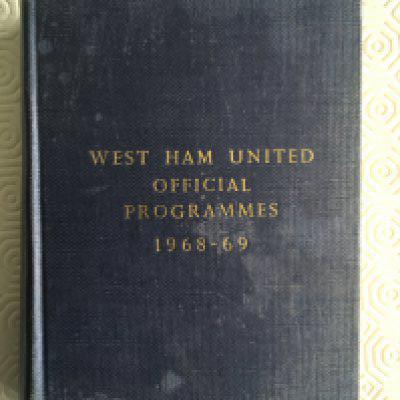 WEST HAM UNITED
OFFICIAL
PROGRAMMES
1968-69